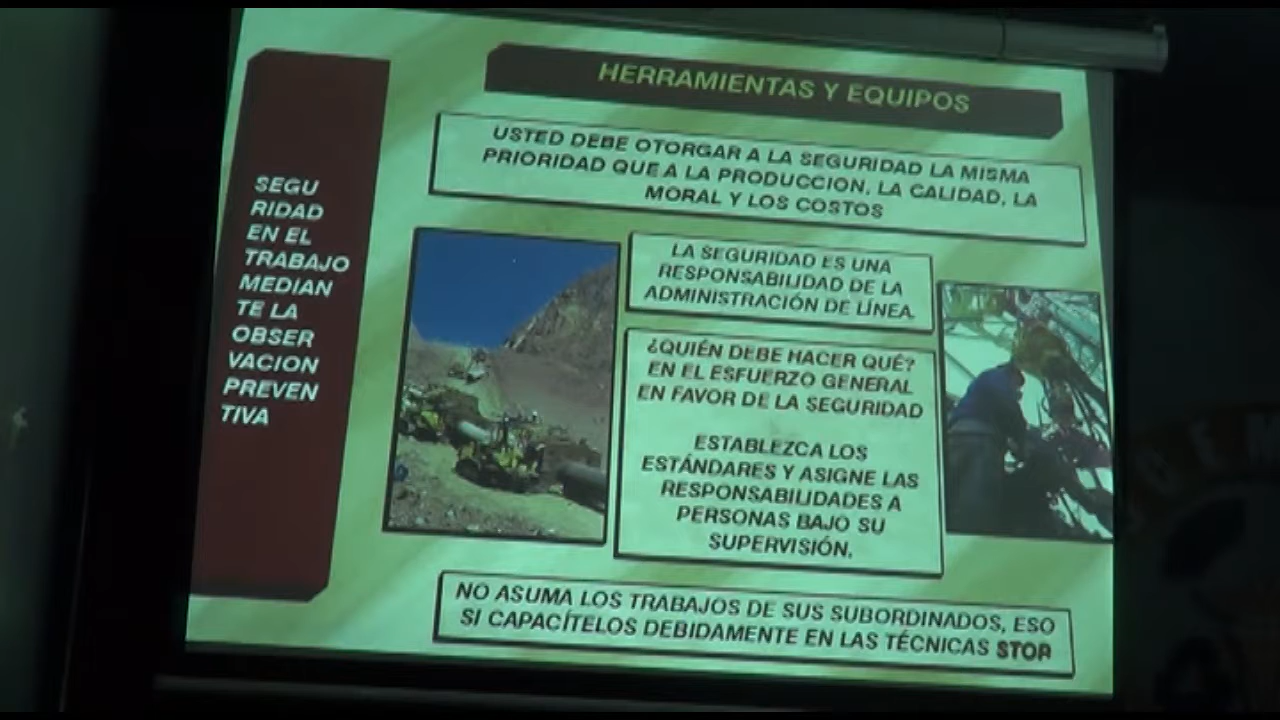 HERRAMIENTAS Y EQUIPOS
USTED DEBE OTORGAR A LA SEGURIDAD LA MISMA
PRIORIDAD QUE A LA PRODUCCION, LA CALIDAD, LA
MORAL Y LOS COSTOS
SEGU
RIDAD
EN EL
TRABAJO
MEDIAN
TE LA
OBSER
VACION
PREVEN
TIVA
LA SEGURIDAD ES UNA
RESPONSABILIDAD DE LA
ADMINISTRACIÓN DE LÍNEA.
¿QUIÉN DEBE HACER QUÉ?
EN EL ESFUERZO GENERAL
EN FAVOR DE LA SEGURIDAD
ESTABLEZCA LOS
ESTÁNDARES Y ASIGNE LAS
RESPONSABILIDADES A
PERSONAS BAJO SU
SUPERVISIÓN.
NO ASUMA LOS TRABAJOS DE SUS SUBORDINADOS, ESO
SI CAPACÍTELOS DEBIDAMENTE EN LAS TÉCNICAS STOP